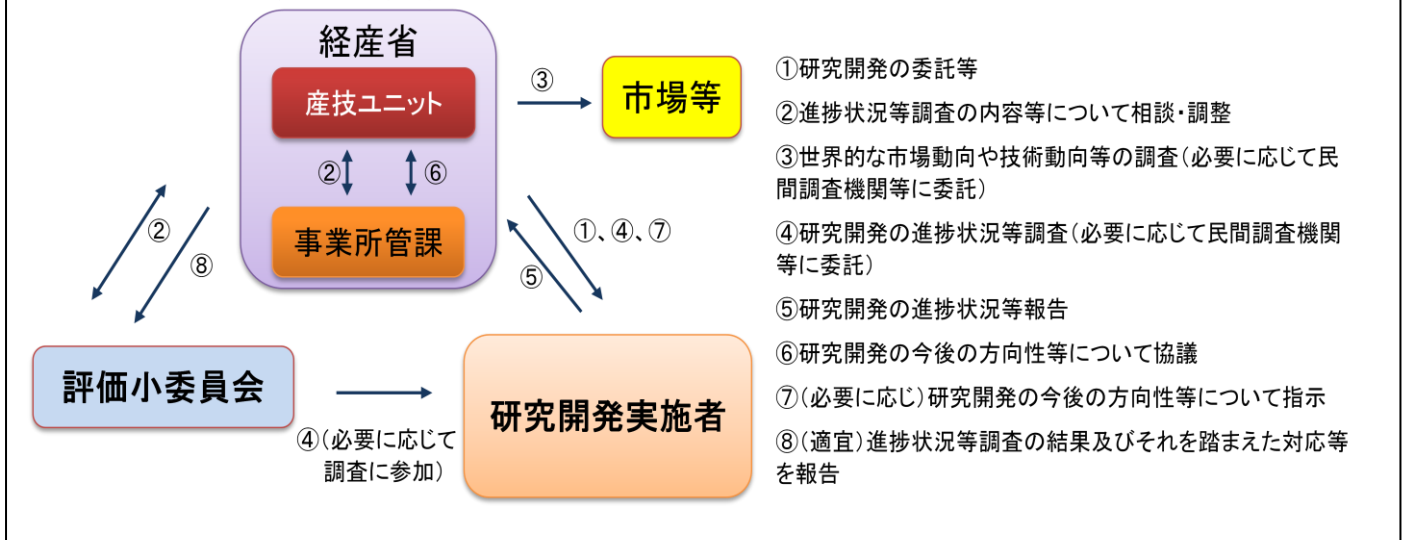 経産省
産技ユニット
②
⑥
事業所管課
③
市場等
②
⑧
①、④、⑦
⑤
評価小委員会
④(必要に応じて
調査に参加)
研究開発実施者
①研究開発の委託等
②進捗状況等調査の内容等について相談・調整
③世界的な市場動向や技術動向等の調査(必要に応じて民
間調査機関等に委託)
④研究開発の進捗状況等調査(必要に応じて民間調査機関
等に委託)
⑤研究開発の進捗状況等報告
⑥研究開発の今後の方向性等について協議
⑦(必要に応じ)研究開発の今後の方向性等について指示
⑧(適宜)進捗状況等調査の結果及びそれを踏まえた対応等
を報告